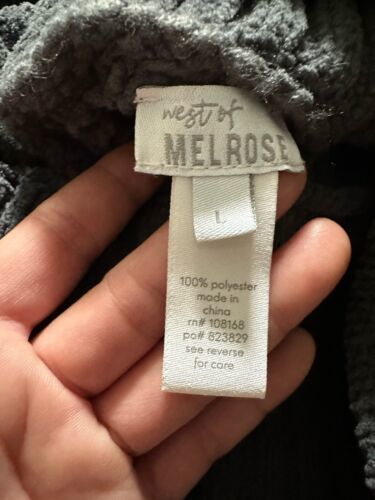 west of
MELROSE
L
100% polyester
made in
china
rn# 108168
po# 823829
see reverse
for care